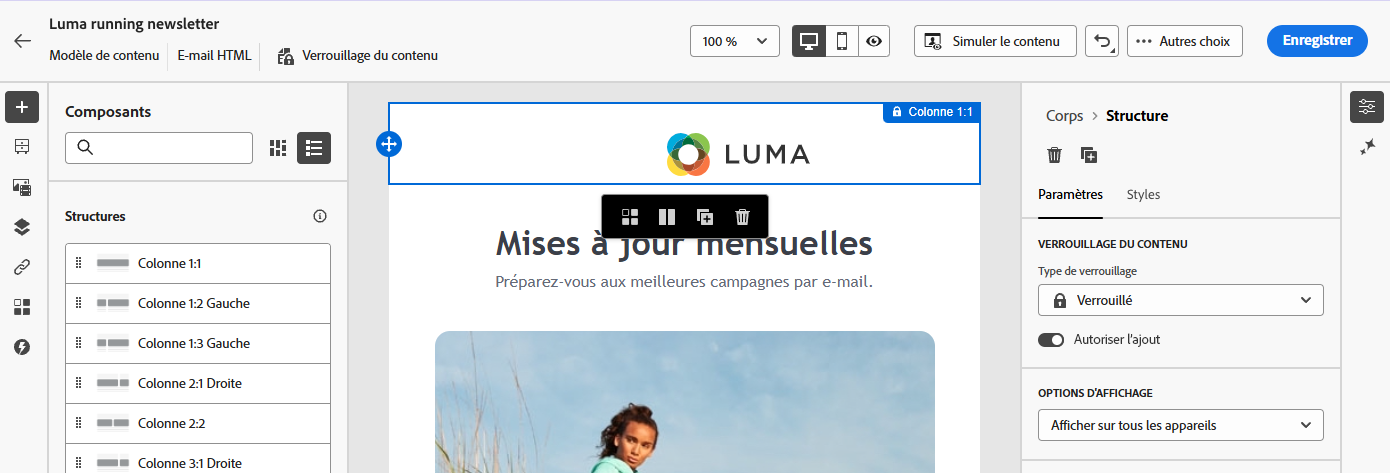 Luma running newsletter
Modèle de contenu
E-mail HTML
Verrouillage du contenu
100 %
Simuler le contenu
Autres choix
Enregistrer
Composants
Structures
Colonne 1:1
Colonne 1:2 Gauche
Colonne 1:3 Gauche
Colonne 2:1 Droite
Colonne 2:2
Colonne 3:1 Droite
Colonne 1:1
LUMA
Mises à jour mensuelles
Préparez-vous aux meilleures campagnes par e-mail.
Corps > Structure
Paramètres
Styles
VERROUILLAGE DU CONTENU
Type de verrouillage
Verrouillé
Autoriser l'ajout
OPTIONS D'AFFICHAGE
Afficher sur tous les appareils